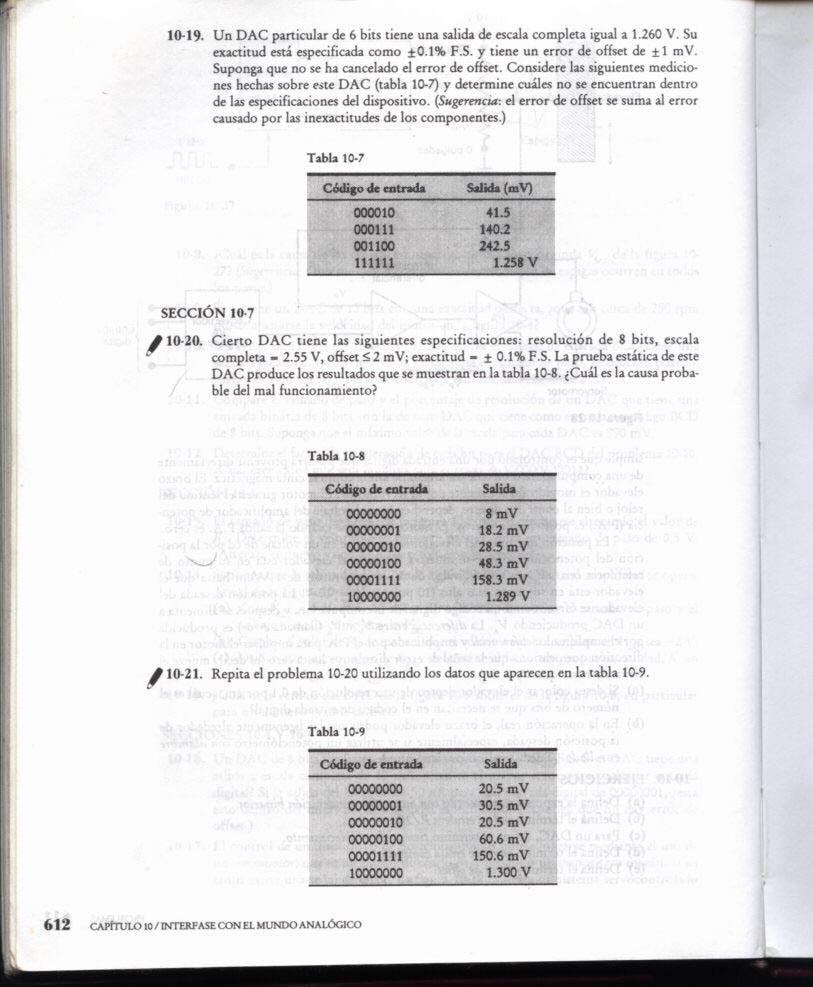 10-19. Un DAC particular de 6 bits tiene una salida de escala completa igual a 1.260 V. Su
exactitud está especificada como ±0.1% F.S. y tiene un error de offset de ±1 mV.
Suponga que no se ha cancelado el error de offset. Considere las siguientes medicio-
nes hechas sobre este DAC (tabla 10-7) y determine cuáles no se encuentran dentro
de las especificaciones del dispositivo. (Sugerencia: el error de offset se suma al error
causado por las inexactitudes de los componentes.)
Tabla 10-7
Código de entrada Salida (mV)
000010 41.5
000111 140.2
001100 242.5
111111 1.258 V
SECCIÓN 10-7
10-20. Cierto DAC tiene las siguientes especificaciones: resolución de 8 bits, escala
completa = 2.55 V, offset ≤ 2 mV; exactitud = ± 0.1% F.S. La prueba estática de este
DAC produce los resultados que se muestran en la tabla 10-8. ¿Cuál es la causa proba-
ble del mal funcionamiento?
Tabla 10-8
Código de entrada Salida
00000000 8 mV
00000001 18.2 mV
00000010 28.5 mV
00000100 48.3 mV
00001111 158.3 mV
10000000 1.289 V
10-21. Repita el problema 10-20 utilizando los datos que aparecen en la tabla 10-9.
Tabla 10-9
Código de entrada Salida
00000000 20.5 mV
00000001 30.5 mV
00000010 20.5 mV
00000100 60.6 mV
00001111 150.6 mV
10000000 1.300 V
612 CAPÍTULO 10 / INTERFASE CON EL MUNDO ANALÓGICO